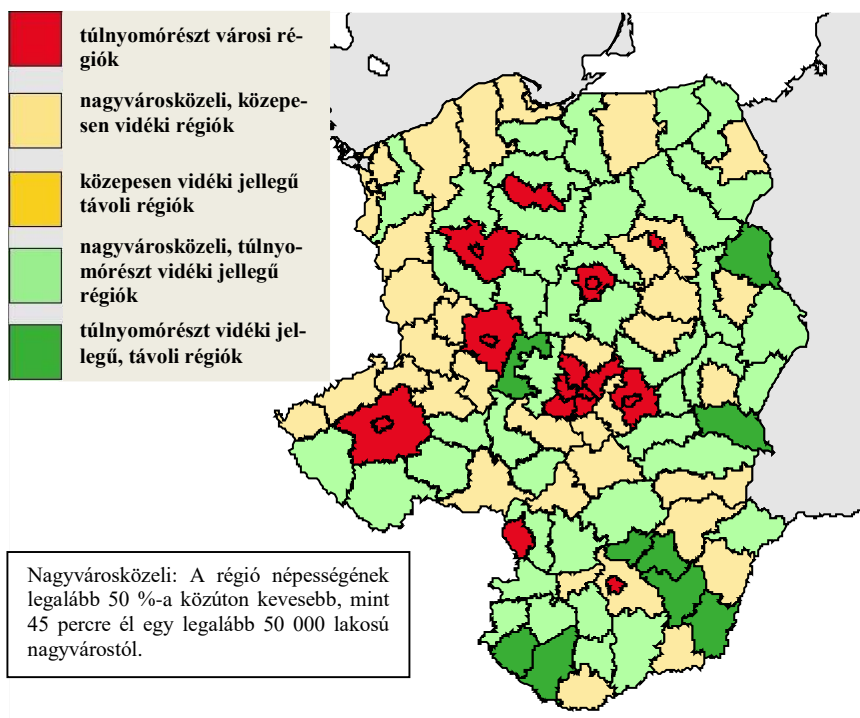 túlnyomórészt városi ré-
giók
nagyvárosközeli, közepe-
sen vidéki régiók
közepesen vidéki jellegű
távoli régiók
nagyvárosközeli, túlnyo-
mórészt vidéki jellegű
régiók
túlnyomórészt vidéki jel-
legű, távoli régiók
Nagyvárosközeli: A régió népességének
legalább 50 %-a közúton kevesebb, mint
45 percre él egy legalább 50 000 lakosú
nagyvárostól.